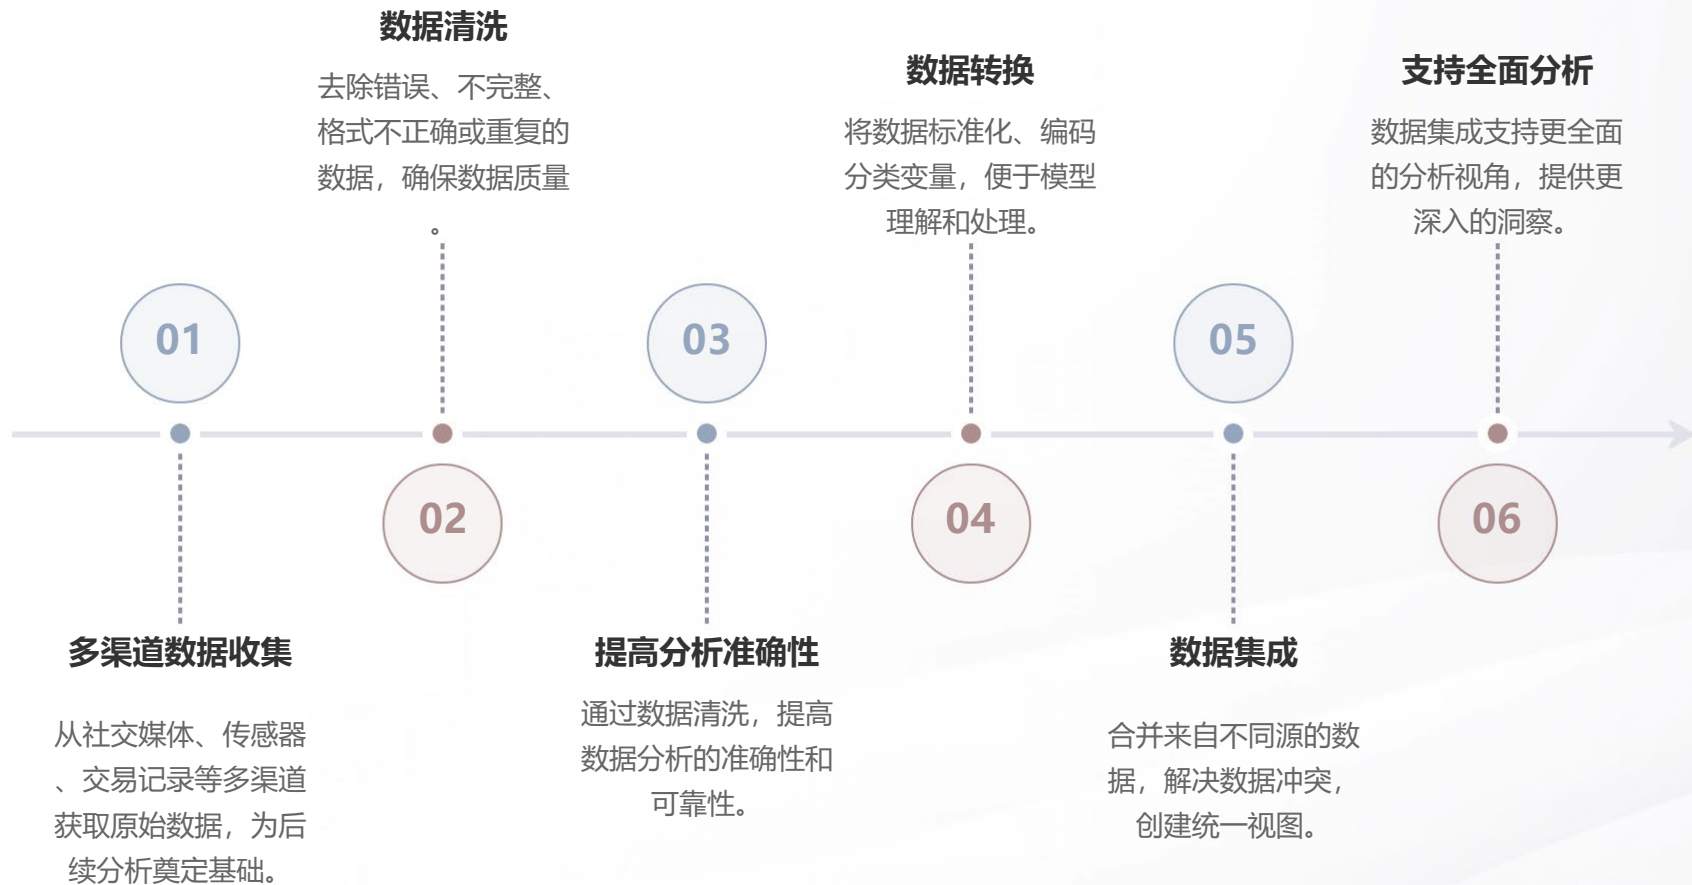 数据清洗
去除错误、不完整、
格式不正确或重复的
数据，确保数据质量
。
数据转换
将数据标准化、编码
分类变量，便于模型
理解和处理。
支持全面分析
数据集成支持更全面
的分析视角，提供更
深入的洞察。
01
03
05
02
04
06
多渠道数据收集
从社交媒体、传感器
、交易记录等多渠道
获取原始数据，为后
续分析奠定基础。
提高分析准确性
通过数据清洗，提高
数据分析的准确性和
可靠性。
数据集成
合并来自不同源的数
据，解决数据冲突，
创建统一视图。